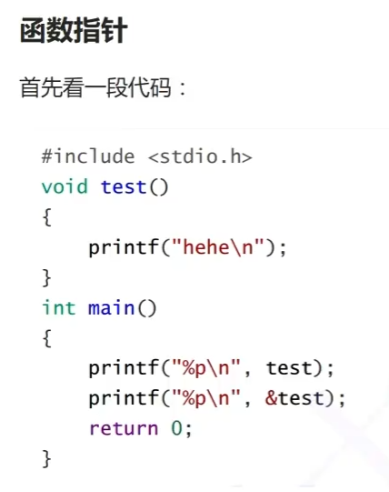 函数指针
首先看一段代码：
#include <stdio.h>
void test()
{
    printf("hehe\n");
}
int main()
{
    printf("%p\n", test);
    printf("%p\n", &test);
    return 0;
}